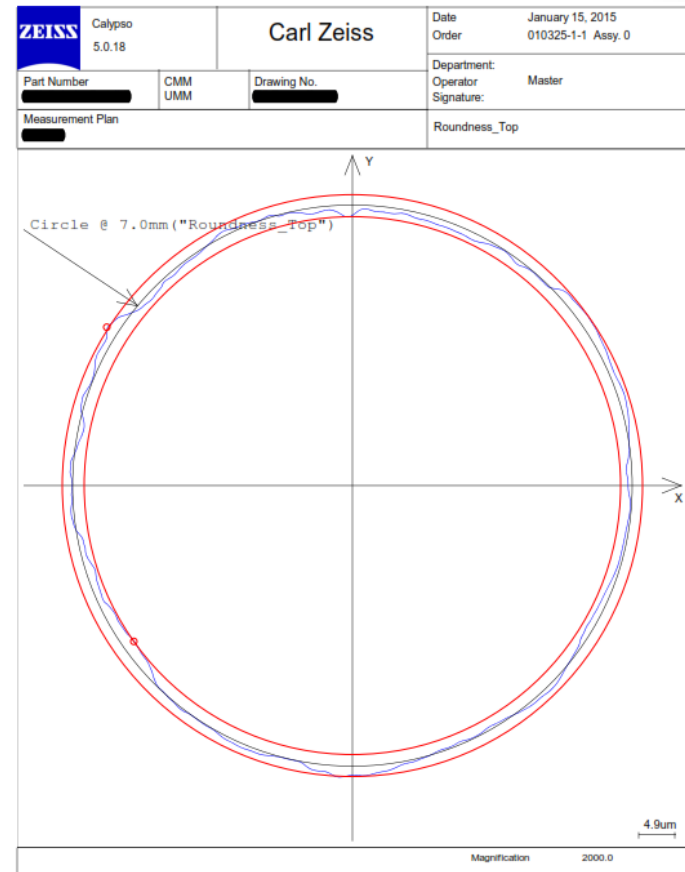 ZEISS
Calypso
5.0.18
Carl Zeiss
Date January 15, 2015
Order 010325-1-1 Assy. 0
Department:
Operator Master
Signature:
Part Number
CMM
UMM
Drawing No.
Measurement Plan
Roundness_Top
Y
Circle @ 7.0mm("Roundness_Top")
X
4.9um
Magnification 2000.0